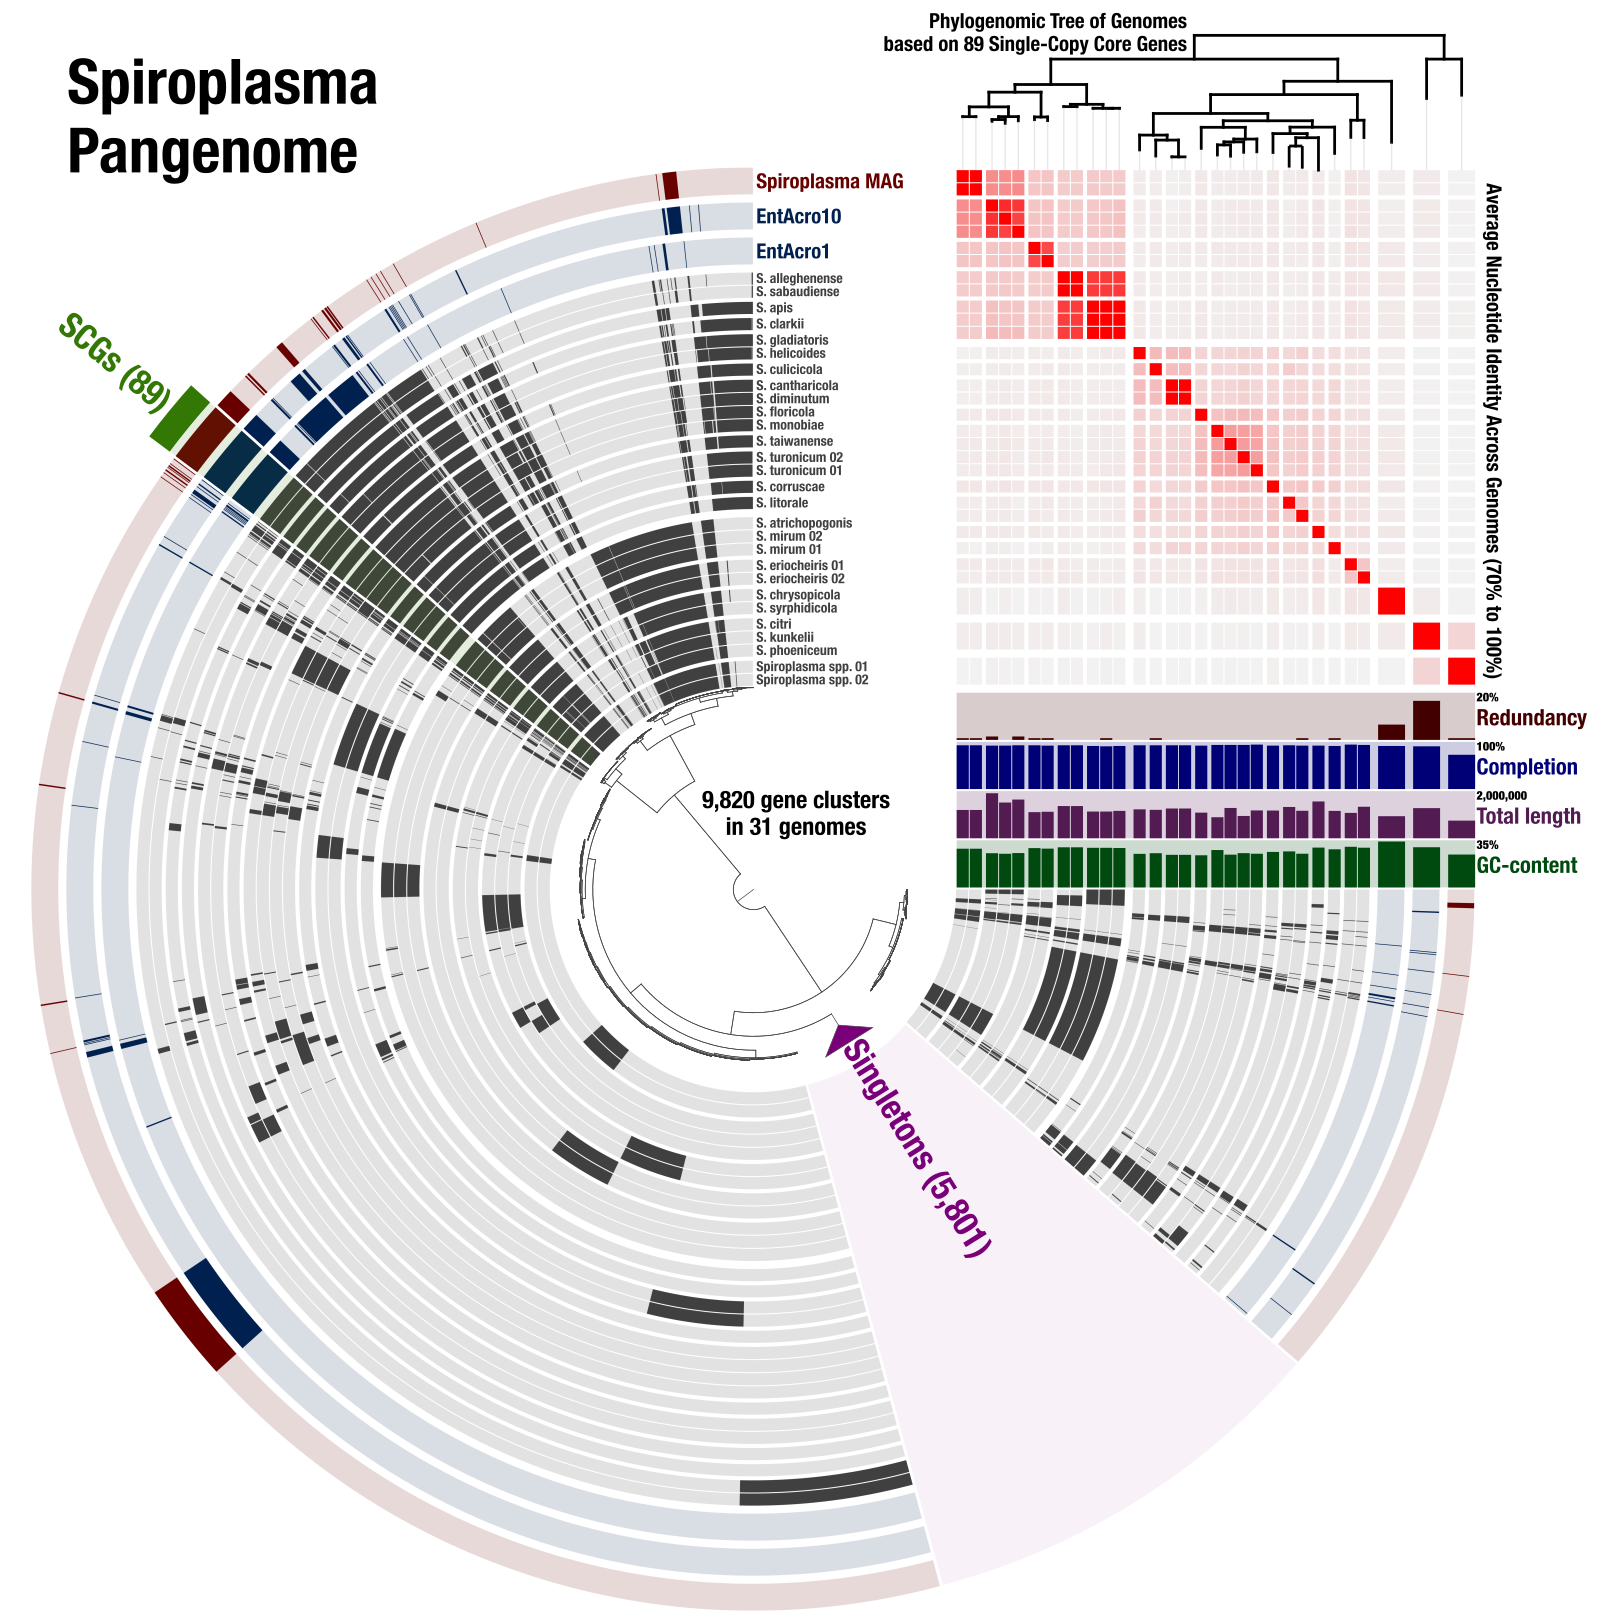 Spiroplasma
Pangenome
Phylogenomic Tree of Genomes
based on 89 Single-Copy Core Genes
Spiroplasma MAG
EntAcro10
EntAcro1
S. alleghenense
S. sabaudiense
S. apis
S. clarkii
S. gladiatoris
S. helicoides
S. culicicola
S. cantharicola
S. diminutum
S. floricola
S. monobiae
S. taiwanense
S. turonicum 02
S. turonicum 01
S. corruscae
S. litorale
S. atrichopogonis
S. mirum 02
S. mirum 01
S. eriocheiris 01
S. eriocheiris 02
S. chrysopicola
S. syrphidicola
S. citri
S. kunkelii
S. phoeniceum
Spiroplasma spp. 01
Spiroplasma spp. 02
SCGs (89)
Average Nucleotide Identity Across Genomes (70% to 100%)
20%
Redundancy
100%
Completion
2,000,000
Total length
35%
GC-content
9,820 gene clusters
in 31 genomes
Singletons (5,801)